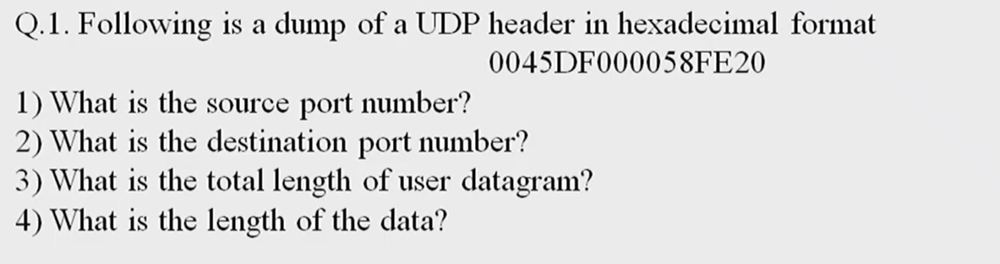 Q.1. Following is a dump of a UDP header in hexadecimal format
0045DF000058FE20
1) What is the source port number?
2) What is the destination port number?
3) What is the total length of user datagram?
4) What is the length of the data?